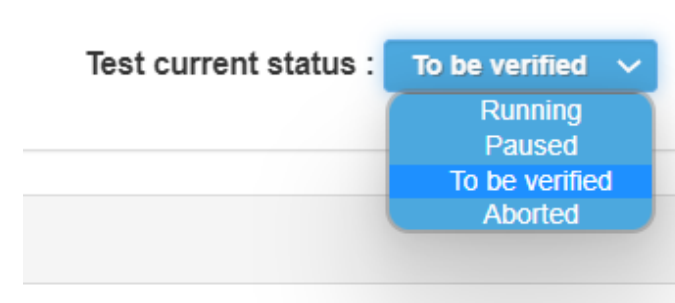 Test current status : To be verified
Running
Paused
To be verified
Aborted